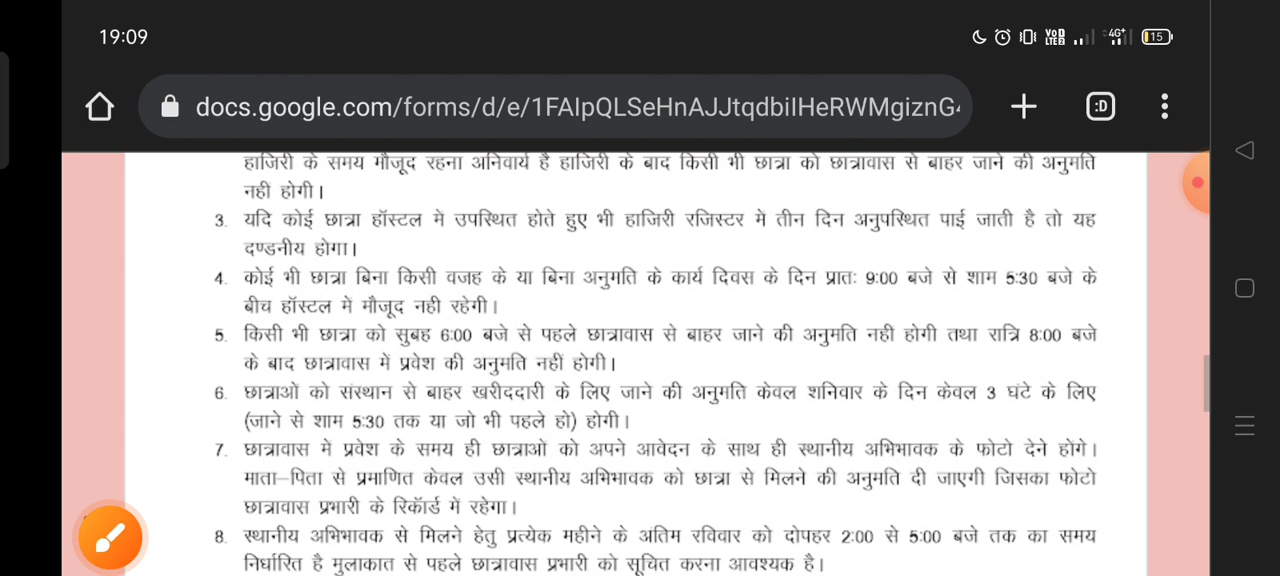 19:09
VoD LTE2 4G+ 15
docs.google.com/forms/d/e/1FAIpQLSeHnAJJtqdbiIHeRWMgiznG
:D
हाजिरी के समय मौजूद रहना अनिवार्य है हाजिरी के बाद किसी भी छात्रा को छात्रावास से बाहर जाने की अनुमति
नही होगी।
3. यदि कोई छात्रा हॉस्टल में उपस्थित होते हुए भी हाजिरी रजिस्टर मे तीन दिन अनुपस्थित पाई जाती है तो यह
दण्डनीय होगा।
4. कोई भी छात्रा बिना किसी वजह के या बिना अनुमति के कार्य दिवस के दिन प्रातः 9:00 बजे से शाम 5:30 बजे के
बीच हॉस्टल में मौजूद नही रहेगी।
5. किसी भी छात्रा को सुबह 6:00 बजे से पहले छात्रावास से बाहर जाने की अनुमति नही होगी तथा रात्रि 8:00 बजे
के बाद छात्रावास में प्रवेश की अनुमति नहीं होगी।
6. छात्राओं को संस्थान से बाहर खरीददारी के लिए जाने की अनुमति केवल शनिवार के दिन केवल 3 घंटे के लिए
(जाने से शाम 5:30 तक या जो भी पहले हो) होगी।
7. छात्रावास में प्रवेश के समय ही छात्राओं को अपने आवेदन के साथ ही स्थानीय अभिभावक के फोटो देने होंगे।
माता–पिता से प्रमाणित केवल उसी स्थानीय अभिभावक को छात्रा से मिलने की अनुमति दी जाएगी जिसका फोटो
छात्रावास प्रभारी के रिकॉर्ड में रहेगा।
8. स्थानीय अभिभावक से मिलने हेतु प्रत्येक महीने के अंतिम रविवार को दोपहर 2:00 से 5:00 बजे तक का समय
निर्धारित है मुलाकात से पहले छात्रावास प्रभारी को सूचित करना आवश्यक है।